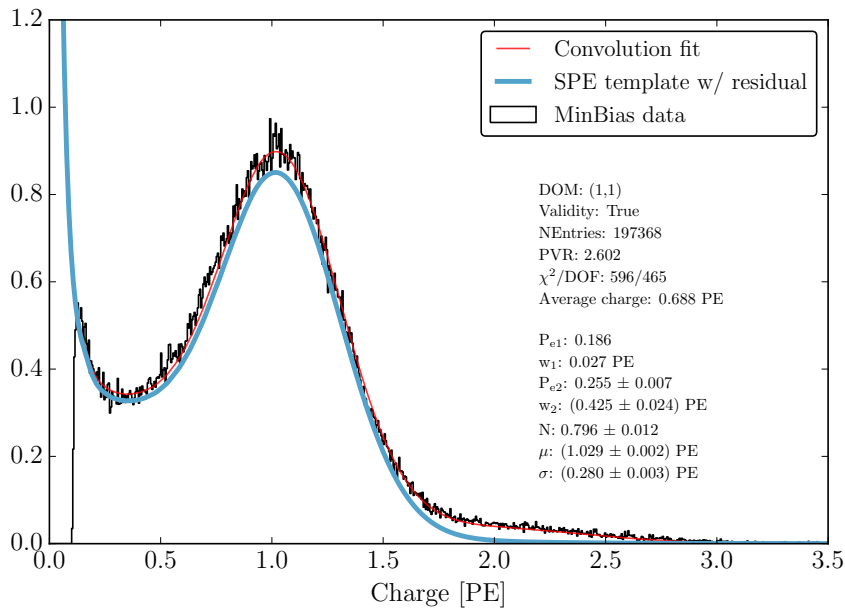 1.2
1.0
0.8
0.6
0.4
0.2
0.0
0.0 0.5 1.0 1.5 2.0 2.5 3.0 3.5
Charge [PE]
Convolution fit
SPE template w/ residual
MinBias data
DOM: (1,1)
Validity: True
NEntries: 197368
PVR: 2.602
χ²/DOF: 596/465
Average charge: 0.688 PE
Pₑ₁: 0.186
w₁: 0.027 PE
Pₑ₂: 0.255 ± 0.007
w₂: (0.425 ± 0.024) PE
N: 0.796 ± 0.012
μ: (1.029 ± 0.002) PE
σ: (0.280 ± 0.003) PE